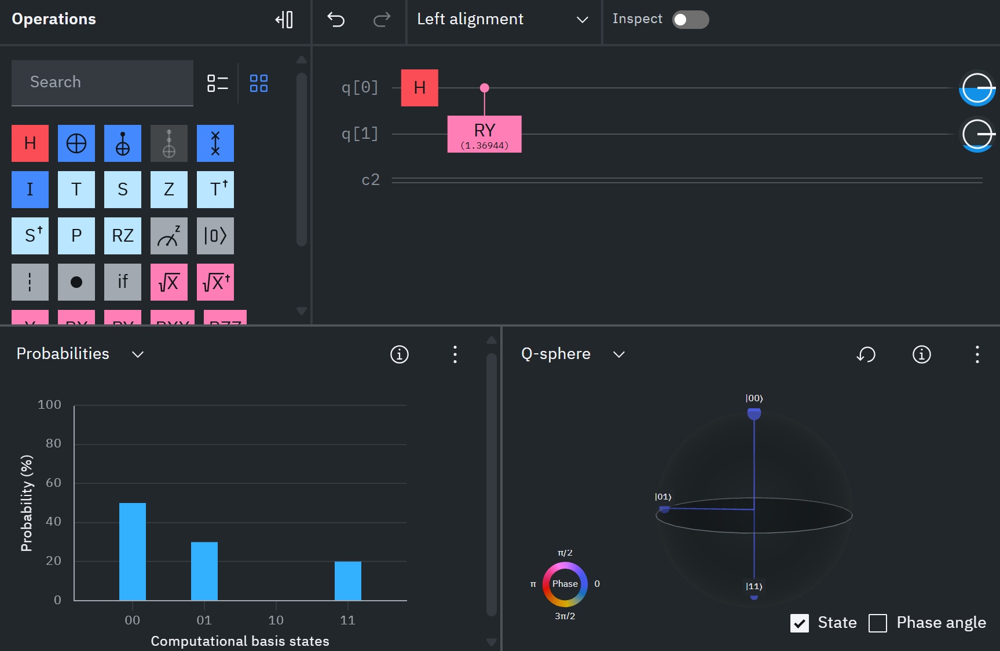 Operations
Left alignment
Inspect
Search
H
I T S Z T†
S† P RZ z |0⟩
if √X √X†
q[0] H
q[1] RY
(1.36944)
c2
Probabilities
100
80
60
40
20
0
Probability (%)
00 01 10 11
Computational basis states
Q-sphere
|00⟩
|01⟩
|11⟩
π/2
π Phase 0
3π/2
State Phase angle